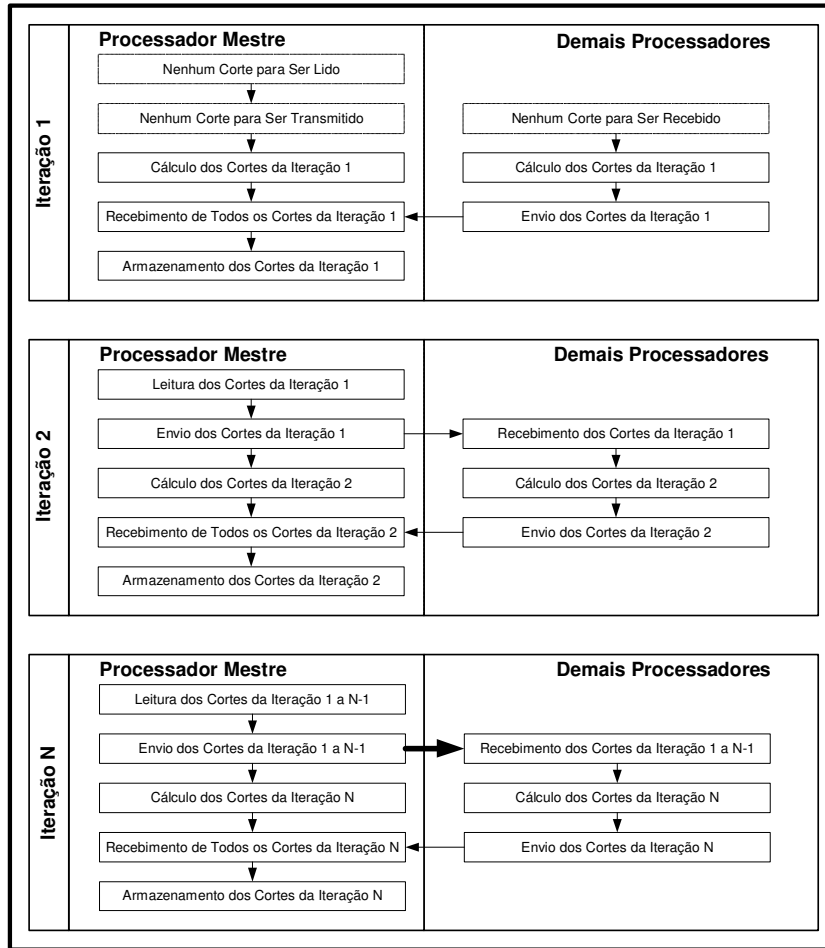 Iteração 1
Processador Mestre
Nenhum Corte para Ser Lido
Nenhum Corte para Ser Transmitido
Cálculo dos Cortes da Iteração 1
Recebimento de Todos os Cortes da Iteração 1
Armazenamento dos Cortes da Iteração 1
Demais Processadores
Nenhum Corte para Ser Recebido
Cálculo dos Cortes da Iteração 1
Envio dos Cortes da Iteração 1
Iteração 2
Processador Mestre
Leitura dos Cortes da Iteração 1
Envio dos Cortes da Iteração 1
Cálculo dos Cortes da Iteração 2
Recebimento de Todos os Cortes da Iteração 2
Armazenamento dos Cortes da Iteração 2
Demais Processadores
Recebimento dos Cortes da Iteração 1
Cálculo dos Cortes da Iteração 2
Envio dos Cortes da Iteração 2
Iteração N
Processador Mestre
Leitura dos Cortes da Iteração 1 a N-1
Envio dos Cortes da Iteração 1 a N-1
Cálculo dos Cortes da Iteração N
Recebimento de Todos os Cortes da Iteração N
Armazenamento dos Cortes da Iteração N
Demais Processadores
Recebimento dos Cortes da Iteração 1 a N-1
Cálculo dos Cortes da Iteração N
Envio dos Cortes da Iteração N